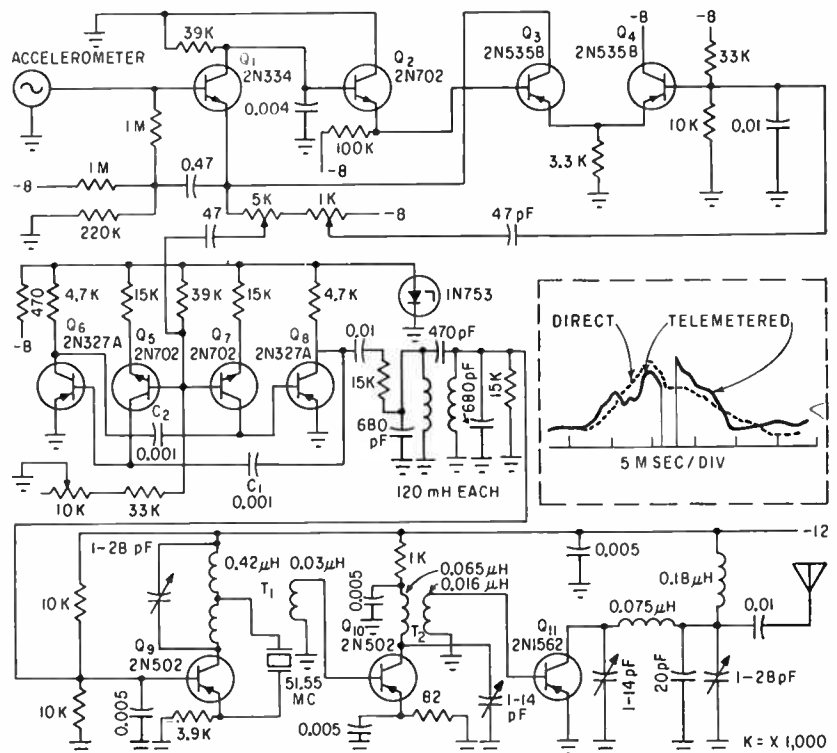 39K
Q1
2N334
Q2
2N702
Q3
2N535B
Q4
2N535B
-8
-8
33K
ACCELEROMETER
0.004
100K
-8
1M
1M
-8
0.47
220K
5K
1K
-8
47
47 pF
3.3K
10K
0.01
470
4.7K
15K
39K
15K
4.7K
1N753
-8
Q6
2N327A
Q5
2N702
Q7
2N702
Q8
2N327A
0.01
470 pF
15K
680 pF
680 pF
15K
C2
0.001
C1
0.001
120 mH EACH
10K
33K
DIRECT
TELEMETERED
5 M SEC/DIV
1-28 pF
0.42μH
0.03μH
T1
1K
0.065μH
0.016μH
0.005
T2
0.005
-12
0.18μH
0.075μH
0.01
10K
Q9
2N502
51.55
MC
Q10
2N502
Q11
2N1562
10K
0.005
3.9K
0.005
82
1-14
pF
1-14pF
20pF
1-28pF
K = X 1,000